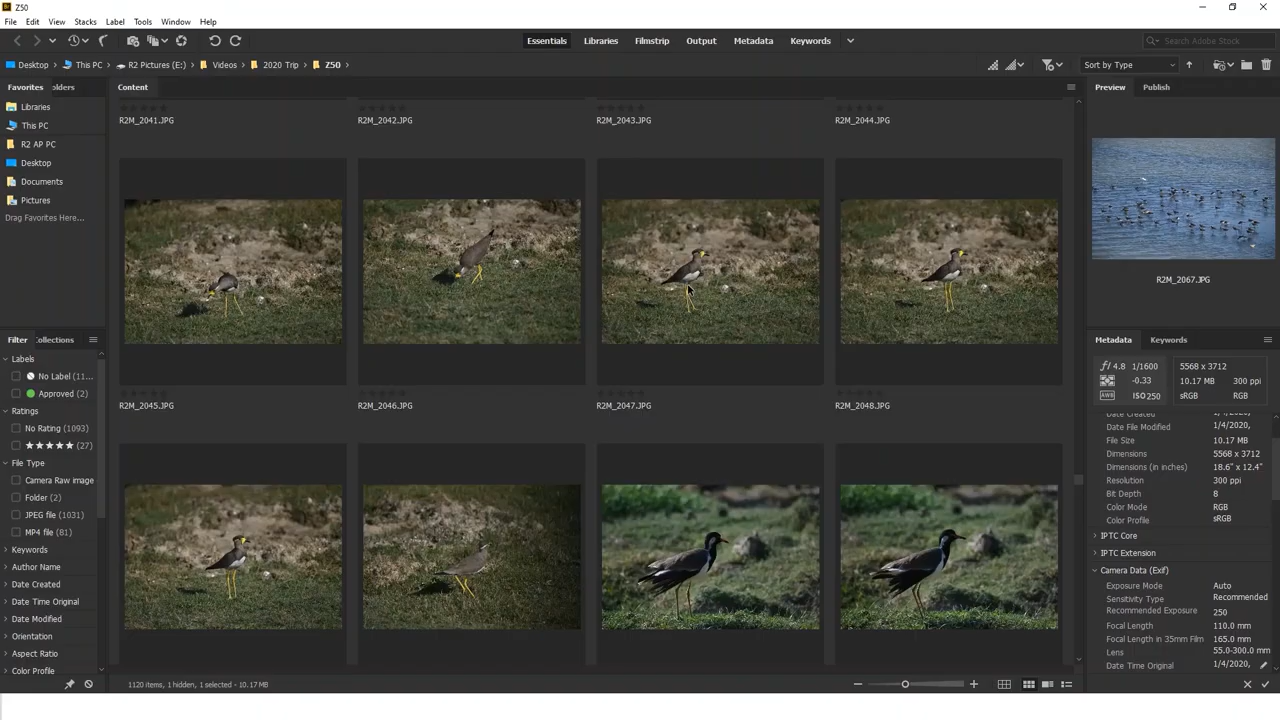 Br Z50
File Edit View Stacks Label Tools Window Help
Essentials Libraries Filmstrip Output Metadata Keywords Search Adobe Stock
Desktop This PC R2 Pictures (E:) Videos 2020 Trip Z50 Sort by Type
Favorites olders Content Preview Publish
Libraries
This PC
R2 AP PC
Desktop
Documents
Pictures
Drag Favorites Here...
R2M_2041.JPG R2M_2042.JPG R2M_2043.JPG R2M_2044.JPG
R2M_2045.JPG R2M_2046.JPG R2M_2047.JPG R2M_2048.JPG
R2M_2067.JPG
Filter Collections
Labels
No Label (11...
Approved (2)
Ratings
No Rating (1093)
★★★★★ (27)
File Type
Camera Raw image
Folder (2)
JPEG file (1031)
MP4 file (81)
Keywords
Author Name
Date Created
Date Time Original
Date Modified
Orientation
Aspect Ratio
Color Profile
1120 items, 1 hidden, 1 selected - 10.17 MB
Metadata Keywords
ƒ/ 4.8 1/1600 5568 x 3712
-0.33 10.17 MB 300 ppi
AWB ISO250 sRGB RGB
Date Created 1/4/2020,
Date File Modified 1/4/2020,
File Size 10.17 MB
Dimensions 5568 x 3712
Dimensions (in inches) 18.6" x 12.4"
Resolution 300 ppi
Bit Depth 8
Color Mode RGB
Color Profile sRGB
IPTC Core
IPTC Extension
Camera Data (Exif)
Exposure Mode Auto
Sensitivity Type Recommended
Recommended Exposure 250
Focal Length 110.0 mm
Focal Length in 35mm Film 165.0 mm
Lens 55.0-300.0 mm
Date Time Original 1/4/2020,